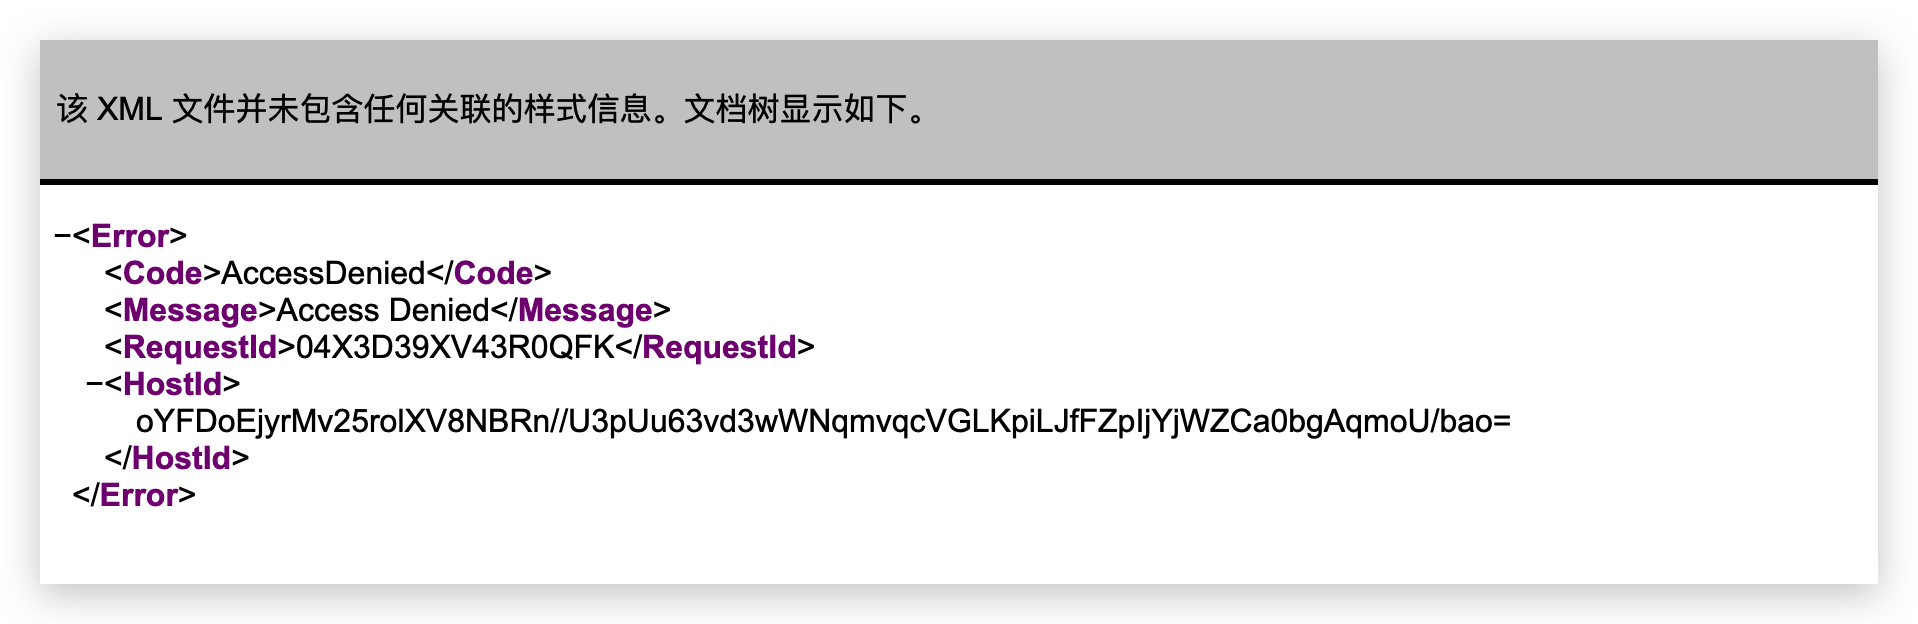 该 XML 文件并未包含任何关联的样式信息。文档树显示如下。
−<Error>
<Code>AccessDenied</Code>
<Message>Access Denied</Message>
<RequestId>04X3D39XV43R0QFK</RequestId>
−<HostId>
oYFDoEjyrMv25rolXV8NBRn//U3pUu63vd3wWNqmvqcVGLKpiLJfFZpIjYjWZCa0bgAqmoU/bao=
</HostId>
</Error>